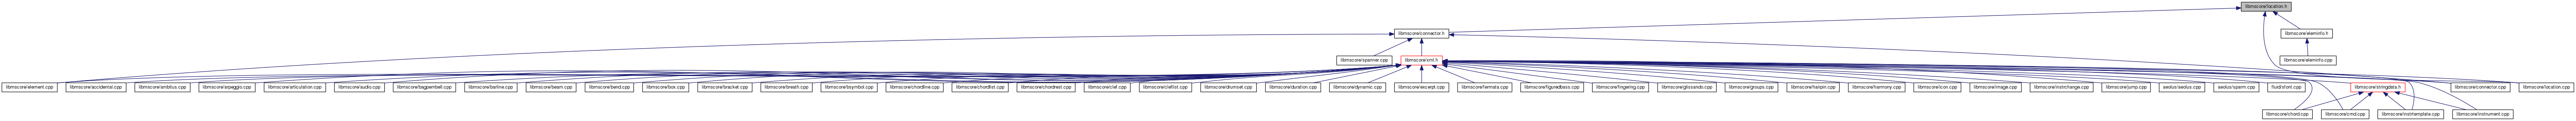 libmscore/location.h
libmscore/connector.h
libmscore/eleminfo.h
libmscore/spanner.cpp
libmscore/xml.h
libmscore/eleminfo.cpp
libmscore/element.cpp
libmscore/accidental.cpp
libmscore/ambitus.cpp
libmscore/arpeggio.cpp
libmscore/articulation.cpp
libmscore/audio.cpp
libmscore/bagpembell.cpp
libmscore/barline.cpp
libmscore/beam.cpp
libmscore/bend.cpp
libmscore/box.cpp
libmscore/bracket.cpp
libmscore/breath.cpp
libmscore/bsymbol.cpp
libmscore/chordline.cpp
libmscore/chordlist.cpp
libmscore/chordrest.cpp
libmscore/clef.cpp
libmscore/cleflist.cpp
libmscore/drumset.cpp
libmscore/duration.cpp
libmscore/dynamic.cpp
libmscore/excerpt.cpp
libmscore/fermata.cpp
libmscore/figuredbass.cpp
libmscore/fingering.cpp
libmscore/glissando.cpp
libmscore/groups.cpp
libmscore/hairpin.cpp
libmscore/harmony.cpp
libmscore/icon.cpp
libmscore/image.cpp
libmscore/instrchange.cpp
libmscore/jump.cpp
aeolus/aeolus.cpp
aeolus/sparm.cpp
fluid/sfont.cpp
libmscore/stringdata.h
libmscore/connector.cpp
libmscore/location.cpp
libmscore/chord.cpp
libmscore/cmd.cpp
libmscore/instrtemplate.cpp
libmscore/instrument.cpp